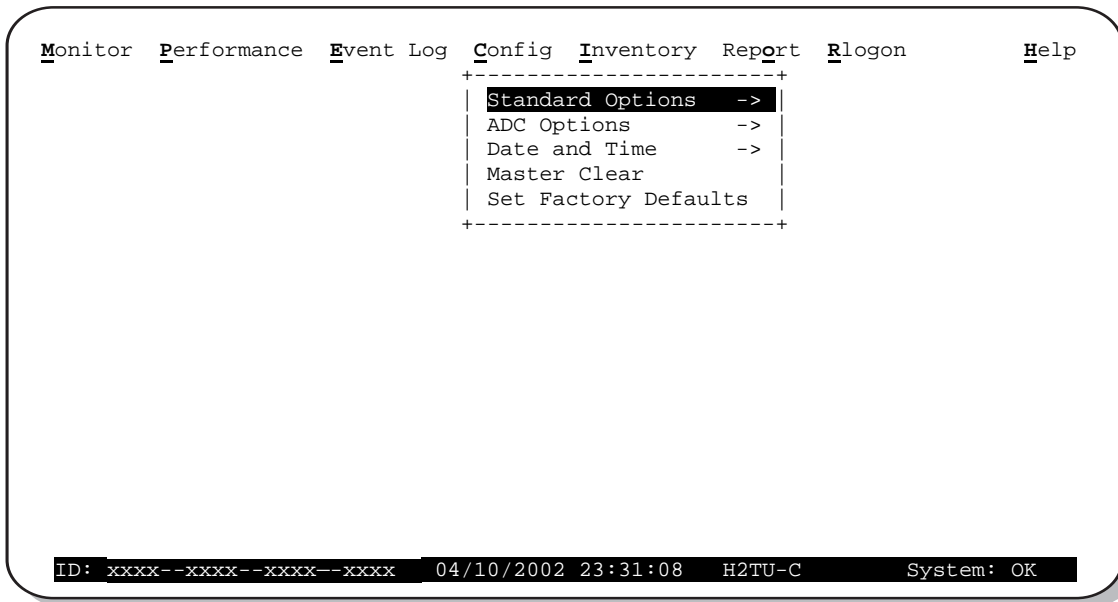 Monitor Performance Event Log Config Inventory Report Rlogon Help
+-----------------------+
| Standard Options -> |
| ADC Options -> |
| Date and Time -> |
| Master Clear |
| Set Factory Defaults |
+-----------------------+
ID: xxxx--xxxx--xxxx--xxxx 04/10/2002 23:31:08 H2TU-C System: OK